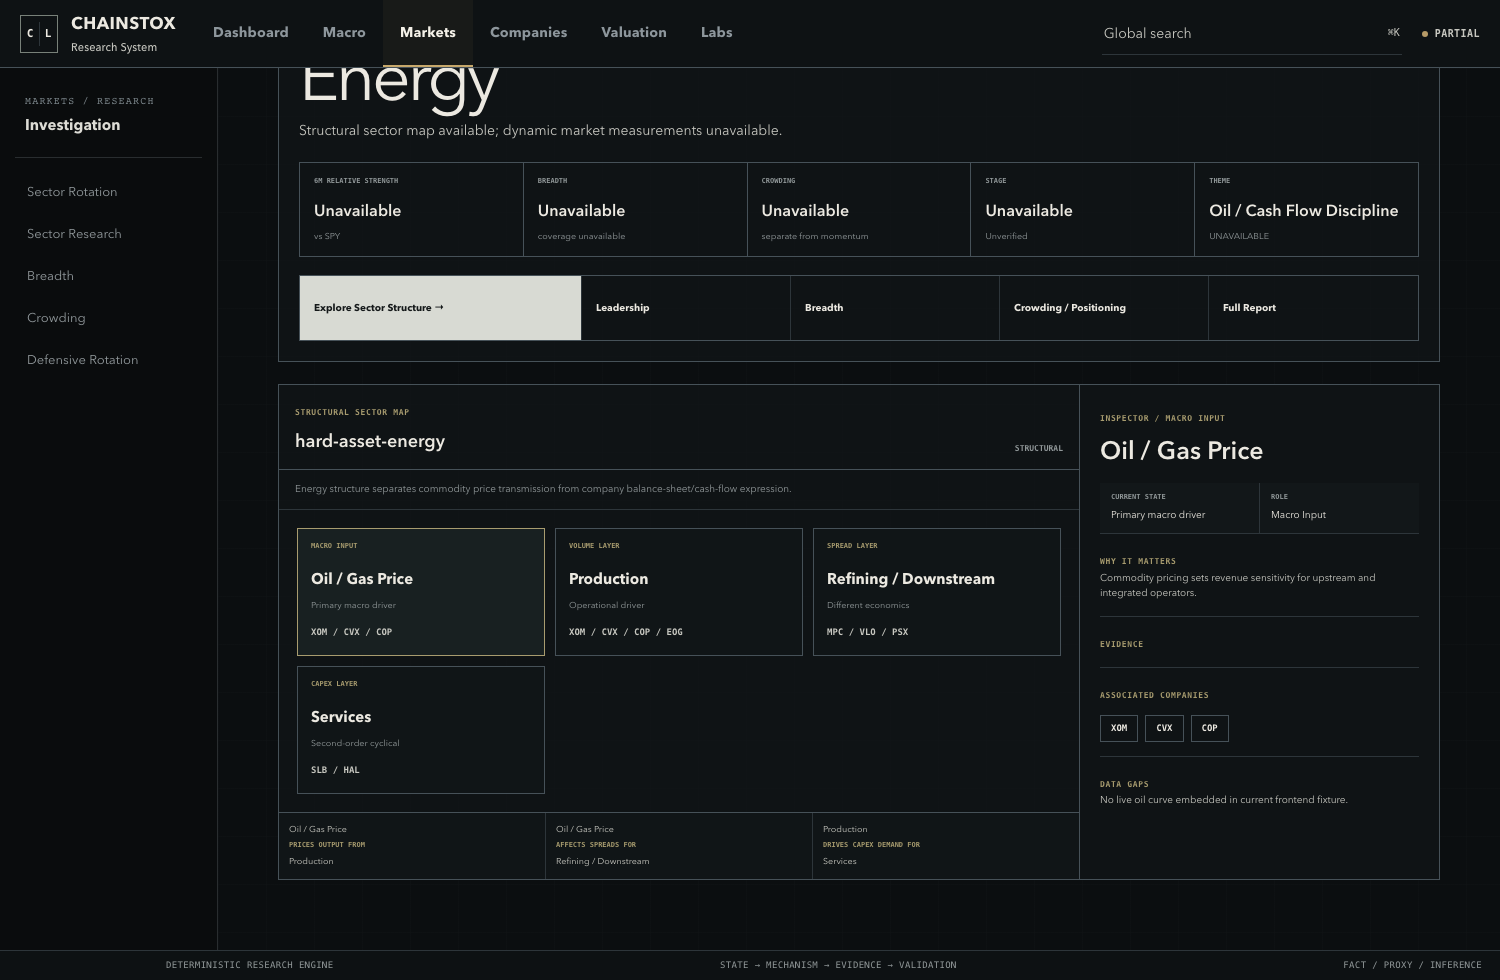 C L
CHAINSTOX
Research System
Dashboard
Macro
Markets
Companies
Valuation
Labs
Global search
⌘K
PARTIAL
MARKETS / RESEARCH
Investigation
Sector Rotation
Sector Research
Breadth
Crowding
Defensive Rotation
Energy
Structural sector map available; dynamic market measurements unavailable.
6M RELATIVE STRENGTH
Unavailable
vs SPY
BREADTH
Unavailable
coverage unavailable
CROWDING
Unavailable
separate from momentum
STAGE
Unavailable
Unverified
THEME
Oil / Cash Flow Discipline
UNAVAILABLE
Explore Sector Structure →
Leadership
Breadth
Crowding / Positioning
Full Report
STRUCTURAL SECTOR MAP
hard-asset-energy
STRUCTURAL
Energy structure separates commodity price transmission from company balance-sheet/cash-flow expression.
MACRO INPUT
Oil / Gas Price
Primary macro driver
XOM / CVX / COP
VOLUME LAYER
Production
Operational driver
XOM / CVX / COP / EOG
SPREAD LAYER
Refining / Downstream
Different economics
MPC / VLO / PSX
CAPEX LAYER
Services
Second-order cyclical
SLB / HAL
Oil / Gas Price
PRICES OUTPUT FROM
Production
Oil / Gas Price
AFFECTS SPREADS FOR
Refining / Downstream
Production
DRIVES CAPEX DEMAND FOR
Services
INSPECTOR / MACRO INPUT
Oil / Gas Price
CURRENT STATE
Primary macro driver
ROLE
Macro Input
WHY IT MATTERS
Commodity pricing sets revenue sensitivity for upstream and
integrated operators.
EVIDENCE
ASSOCIATED COMPANIES
XOM
CVX
COP
DATA GAPS
No live oil curve embedded in current frontend fixture.
DETERMINISTIC RESEARCH ENGINE
STATE → MECHANISM → EVIDENCE → VALIDATION
FACT / PROXY / INFERENCE